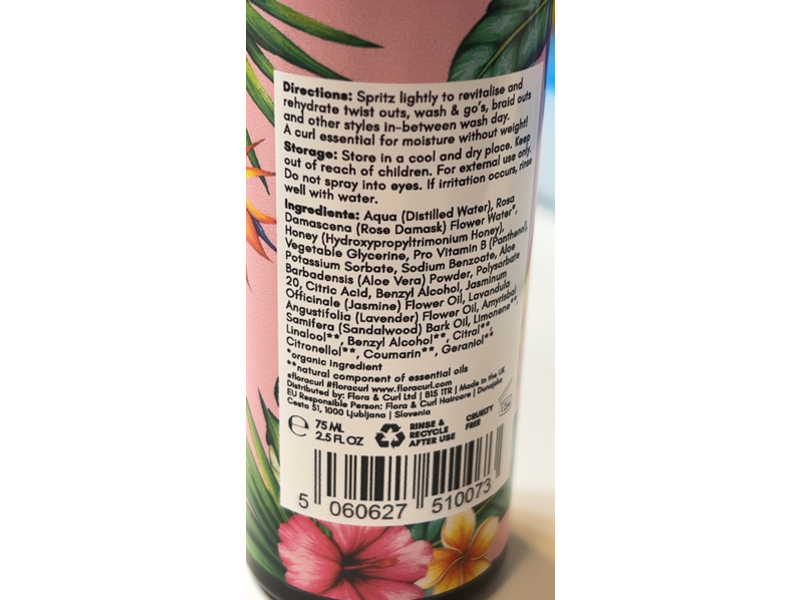 Directions: Spritz lightly to revitalise and
rehydrate twist outs, wash & go's, braid outs
and other styles in-between wash day.
A curl essential for moisture without weight!
Storage: Store in a cool and dry place. Keep
out of reach of children. For external use only.
Do not spray into eyes. If irritation occurs, rinse
well with water.
Ingredients: Aqua (Distilled Water), Rosa
Damascena (Rose Damask) Flower Water*,
Honey (Hydroxypropyltrimonium Honey),
Vegetable Glycerine, Pro Vitamin B (Panthenol),
Potassium Sorbate, Sodium Benzoate, Aloe
Barbadensis (Aloe Vera) Powder, Polysorbate
20, Citric Acid, Benzyl Alcohol, Jasminum
Officinale (Jasmine) Flower Oil, Lavandula
Angustifolia (Lavender) Flower Oil, Amyrisbal
Samifera (Sandalwood) Bark Oil, Limonene**,
Linalool**, Benzyl Alcohol**, Citral**,
Citronellol**, Coumarin**, Geraniol**
*organic ingredient
**natural component of essential oils
#floracurl www.floracurl.com
Distributed by: Flora & Curl Ltd | B15 1TR | Made in the UK
EU Responsible Person: Flora & Curl Haircare | Dunajska
Cesta 51, 1000 Ljubljana | Slovenia
℮ 75 ML
2.5 FL OZ
RINSE &
RECYCLE
AFTER USE
CRUELTY
FREE
5 060627 510073